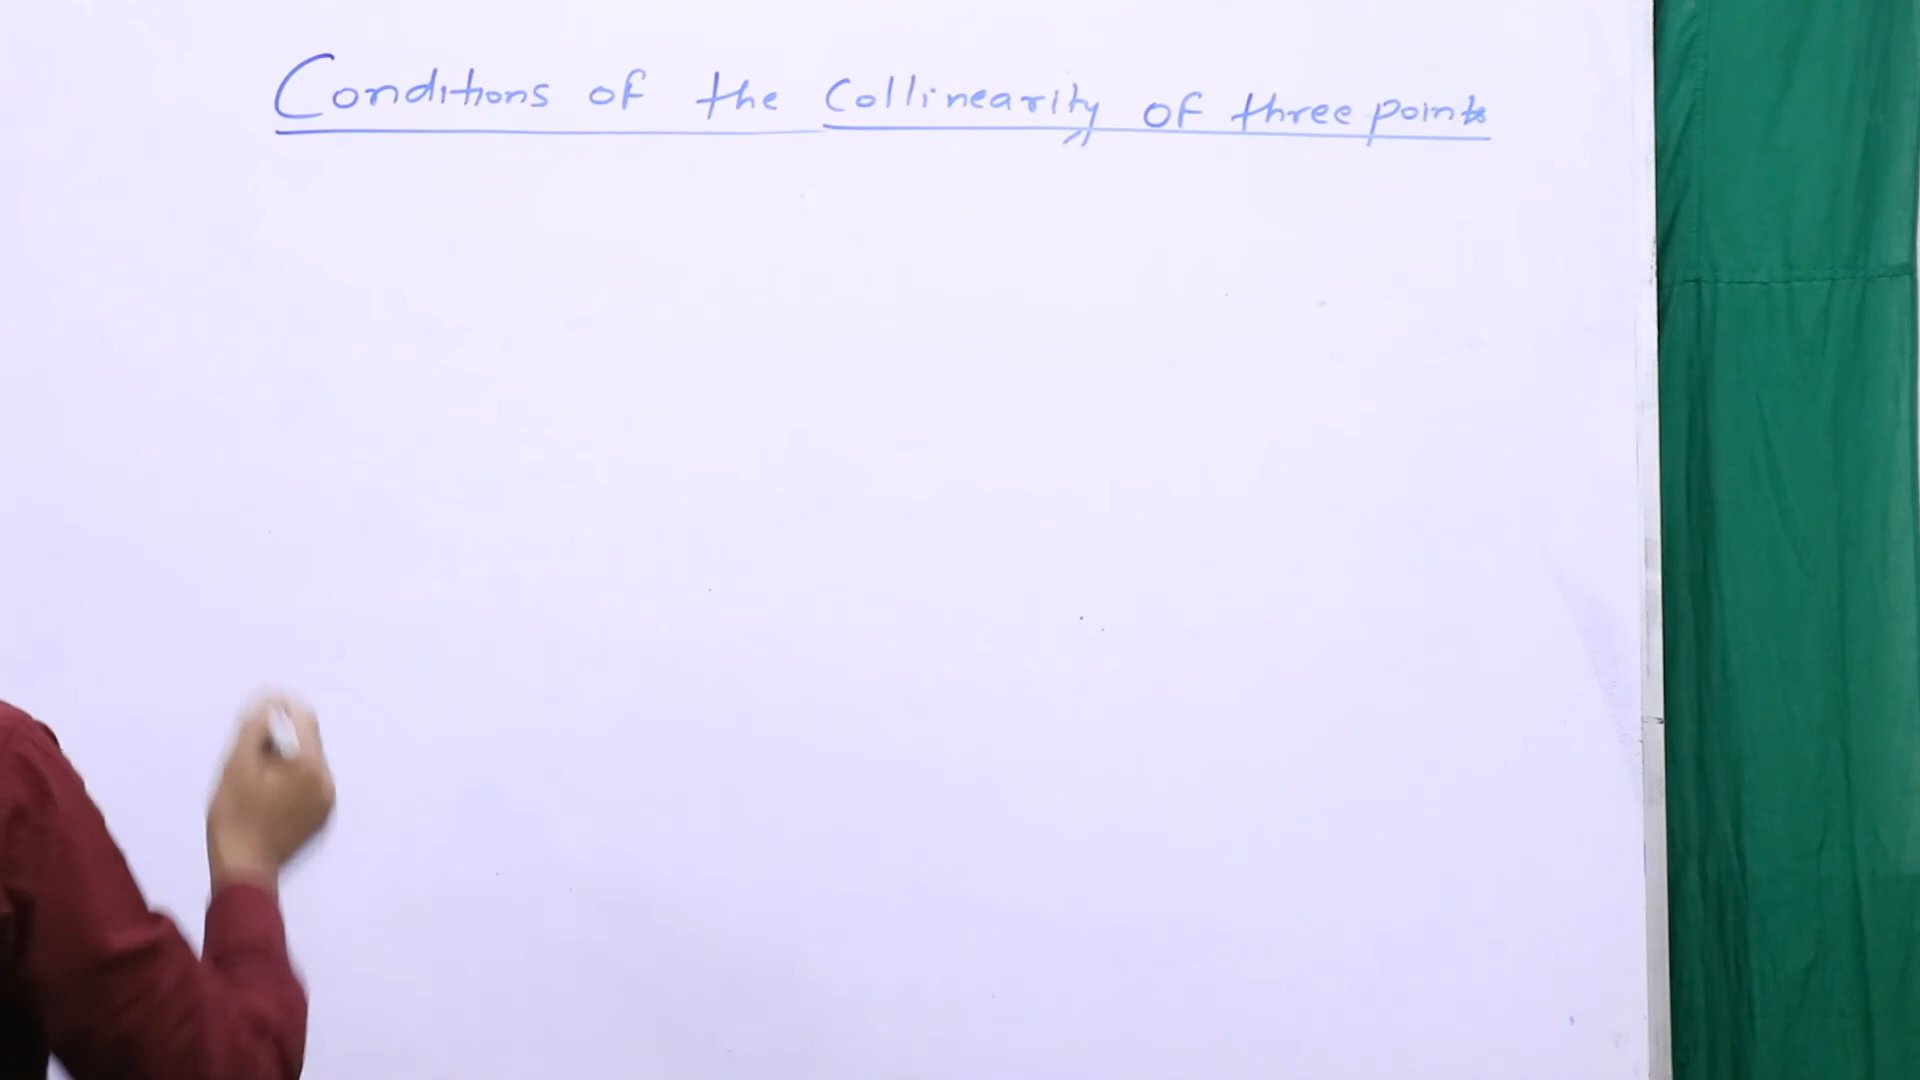 Conditions of the Collinearity of three points